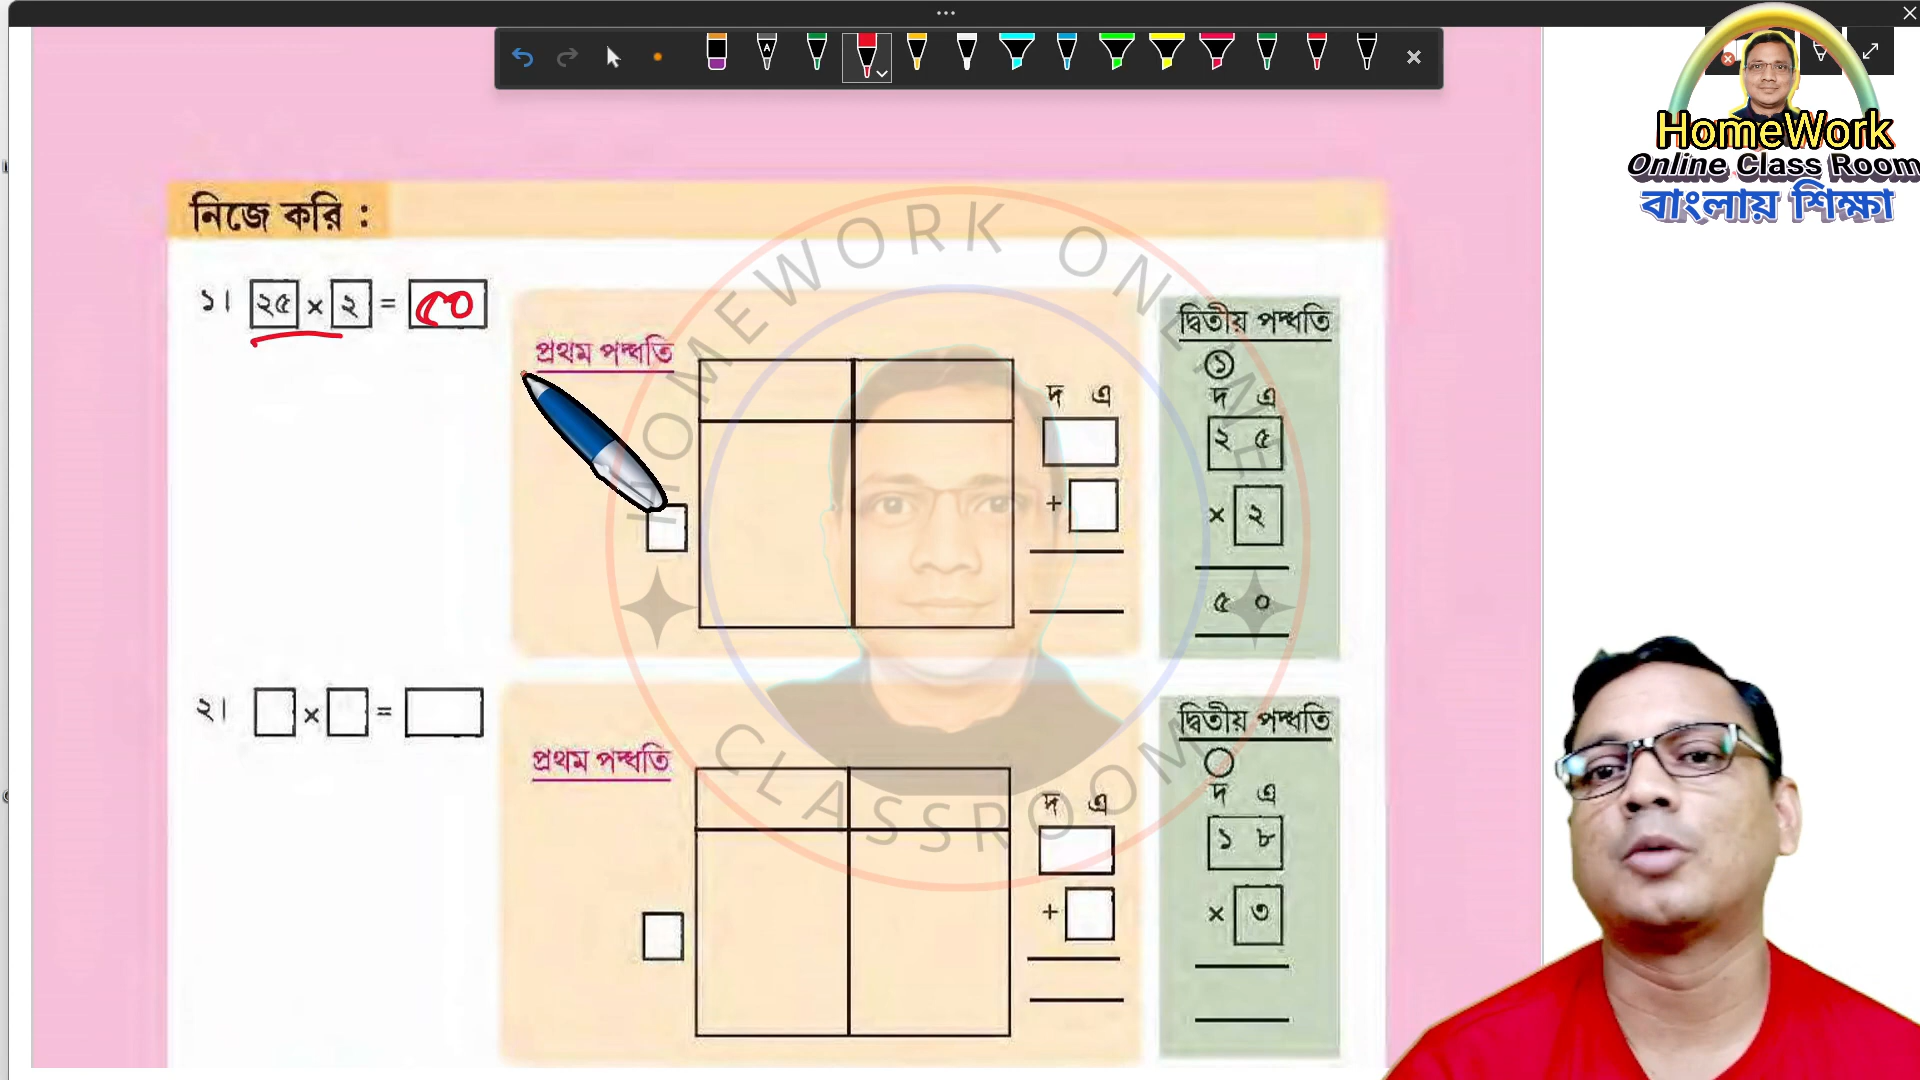 HomeWork
Online Class Room
বাংলায় শিক্ষা
নিজে করি :
১। ২৫ × ২ = ৫০
প্রথম পদ্ধতি
দ এ
+
দ্বিতীয় পদ্ধতি
১
দ এ
২ ৫
× ২
৫ ০
২। × =
প্রথম পদ্ধতি
দ এ
+
দ্বিতীয় পদ্ধতি
দ এ
১ ৮
× ৩
HOMEWORK ONLINE
CLASSROOM